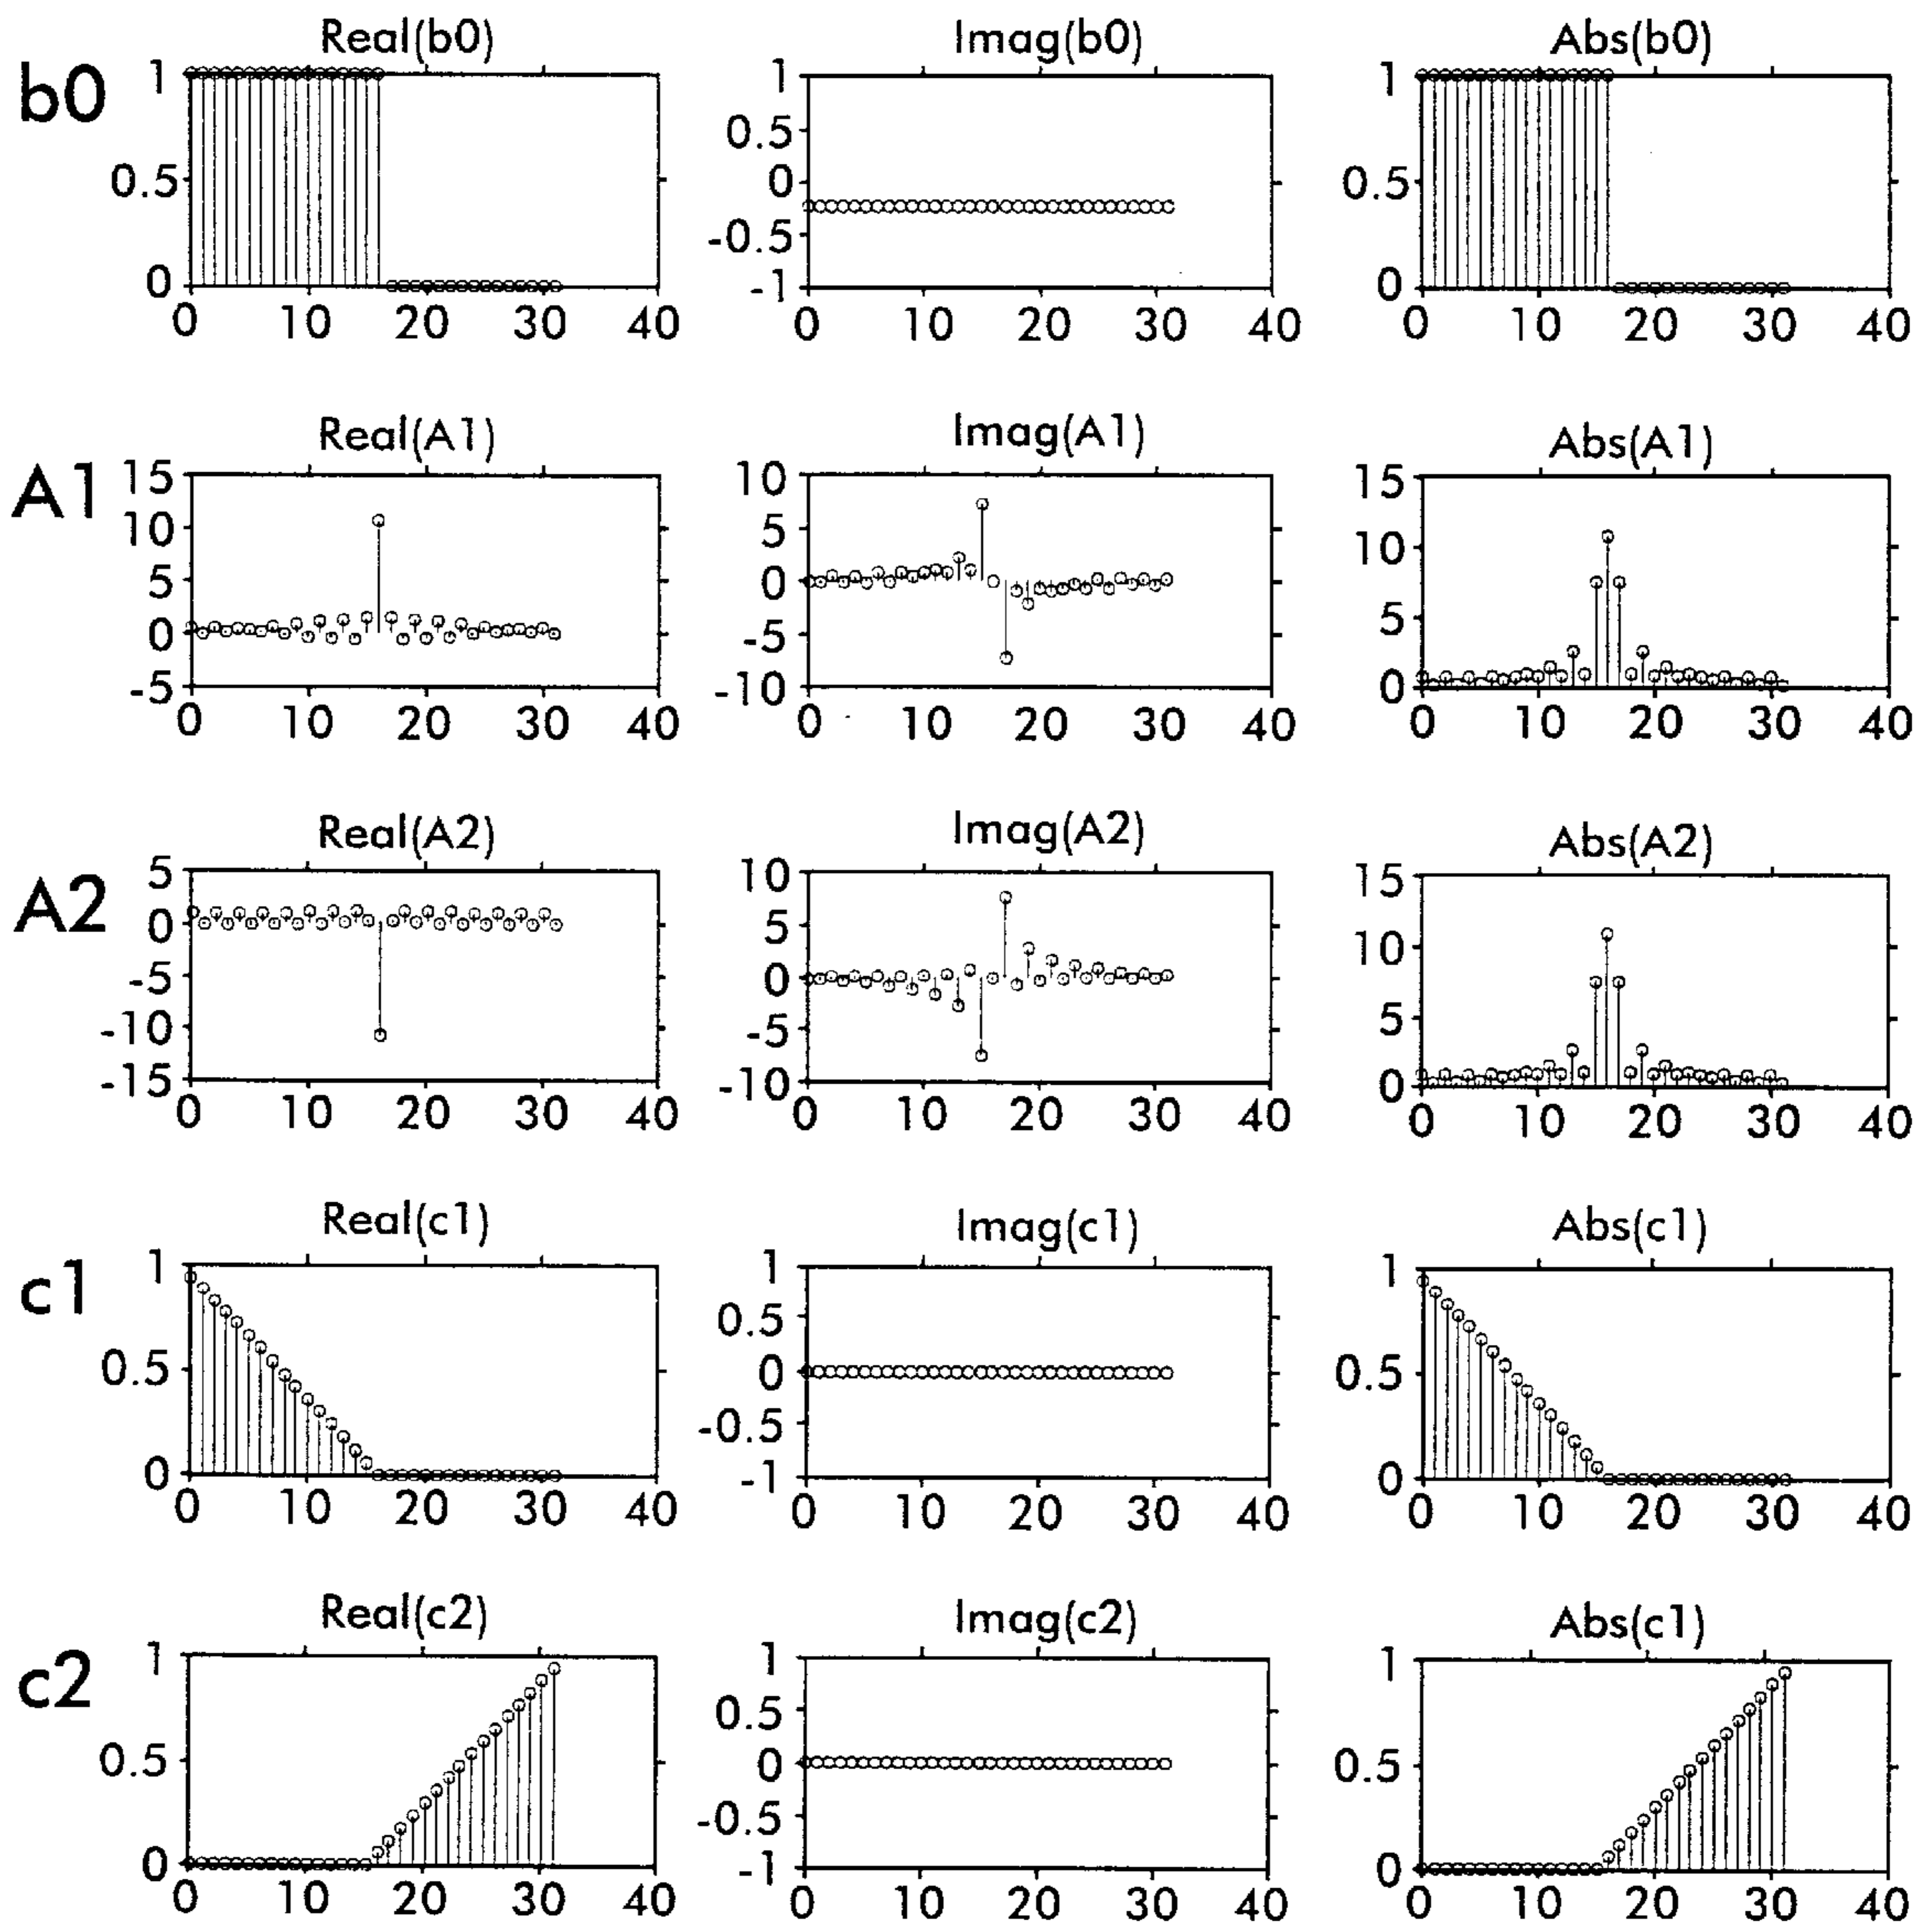 Real(b0) Imag(b0) Abs(b0)
b0
1 1 1
0.5 0.5 0 -0.5 0.5
0 -1 0
0 10 20 30 40 0 10 20 30 40 0 10 20 30 40
Real(A1) Imag(A1) Abs(A1)
A1
15 10 5 0 -5 10 5 0 -5 -10 15 10 5 0
0 10 20 30 40 0 10 20 30 40 0 10 20 30 40
Real(A2) Imag(A2) Abs(A2)
A2
5 0 -5 -10 -15 10 5 0 -5 -10 15 10 5 0
0 10 20 30 40 0 10 20 30 40 0 10 20 30 40
Real(c1) Imag(c1) Abs(c1)
c1
1 0.5 0 1 0.5 0 -0.5 -1 1 0.5 0
0 10 20 30 40 0 10 20 30 40 0 10 20 30 40
Real(c2) Imag(c2) Abs(c1)
c2
1 0.5 0 1 0.5 0 -0.5 -1 1 0.5 0
0 10 20 30 40 0 10 20 30 40 0 10 20 30 40